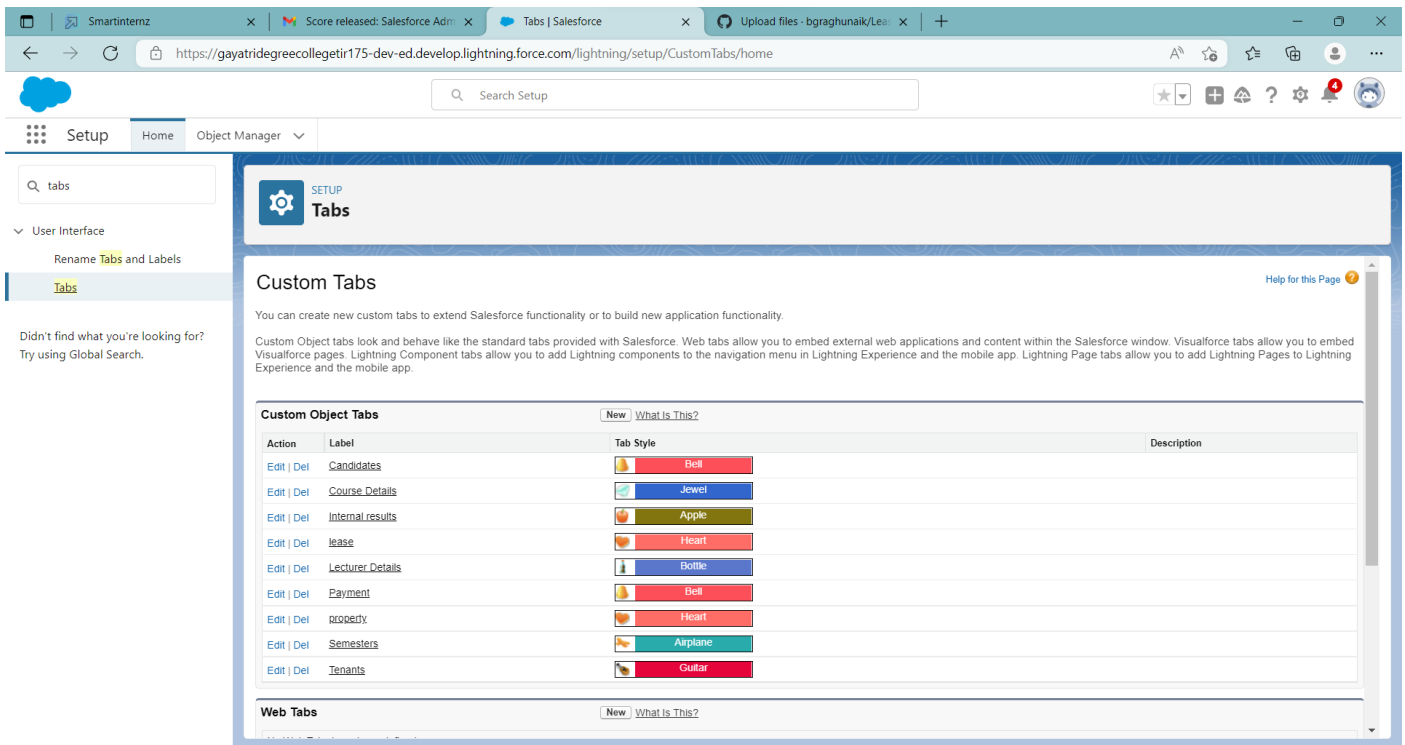 Smartinternz
Score released: Salesforce Adm
Tabs | Salesforce
Upload files · bgraghunaik/Lea
https://gayatridegreecollegetir175-dev-ed.develop.lightning.force.com/lightning/setup/CustomTabs/home
Search Setup
4
Setup
Home
Object Manager
tabs
User Interface
Rename Tabs and Labels
Tabs
Didn't find what you're looking for?
Try using Global Search.
SETUP
Tabs
Custom Tabs
Help for this Page
You can create new custom tabs to extend Salesforce functionality or to build new application functionality.
Custom Object tabs look and behave like the standard tabs provided with Salesforce. Web tabs allow you to embed external web applications and content within the Salesforce window. Visualforce tabs allow you to embed
Visualforce pages. Lightning Component tabs allow you to add Lightning components to the navigation menu in Lightning Experience and the mobile app. Lightning Page tabs allow you to add Lightning Pages to Lightning
Experience and the mobile app.
Custom Object Tabs New What Is This?
Action Label Tab Style Description
Edit | Del Candidates Bell
Edit | Del Course Details Jewel
Edit | Del Internal results Apple
Edit | Del lease Heart
Edit | Del Lecturer Details Bottle
Edit | Del Payment Bell
Edit | Del property Heart
Edit | Del Semesters Airplane
Edit | Del Tenants Guitar
Web Tabs New What Is This?